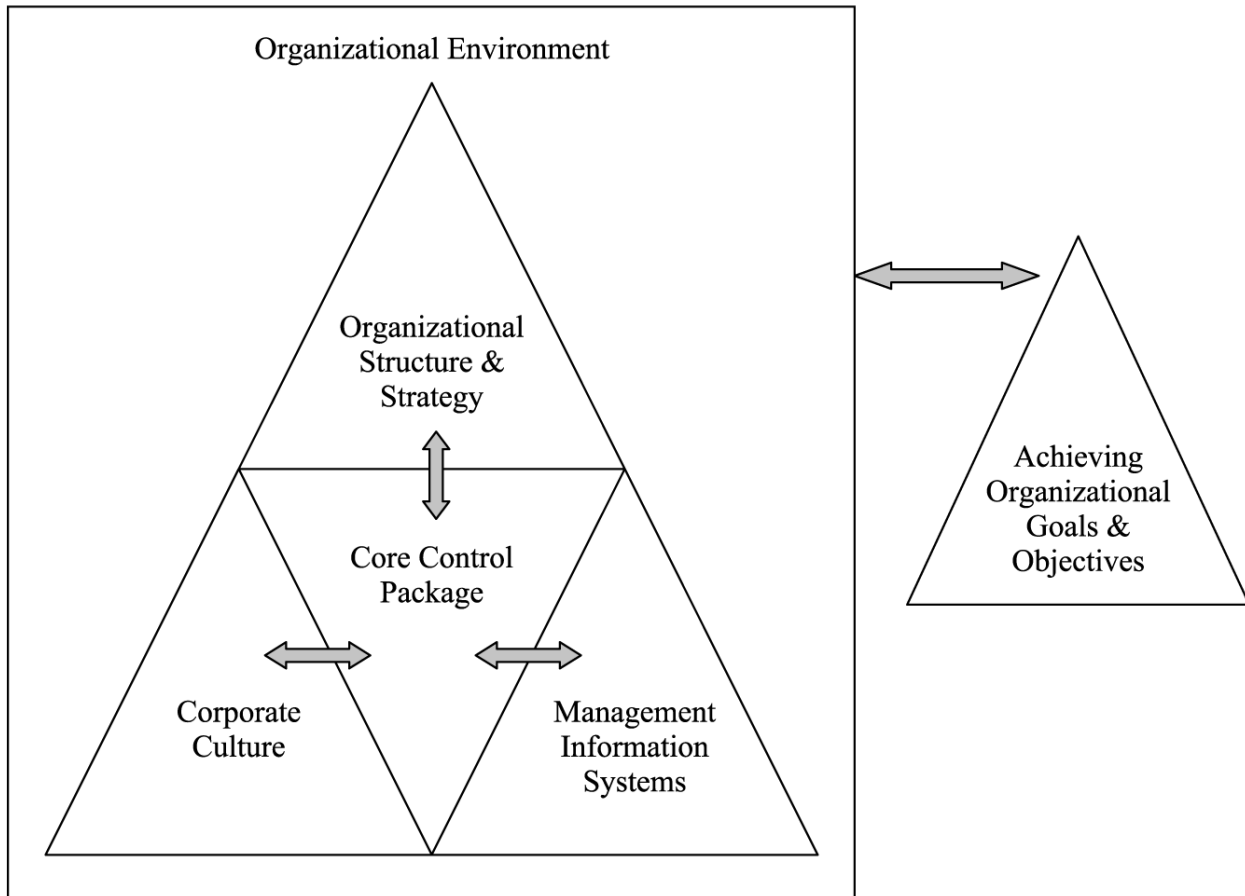 Organizational Environment
Organizational
Structure &
Strategy
Core Control
Package
Corporate
Culture
Management
Information
Systems
Achieving
Organizational
Goals &
Objectives